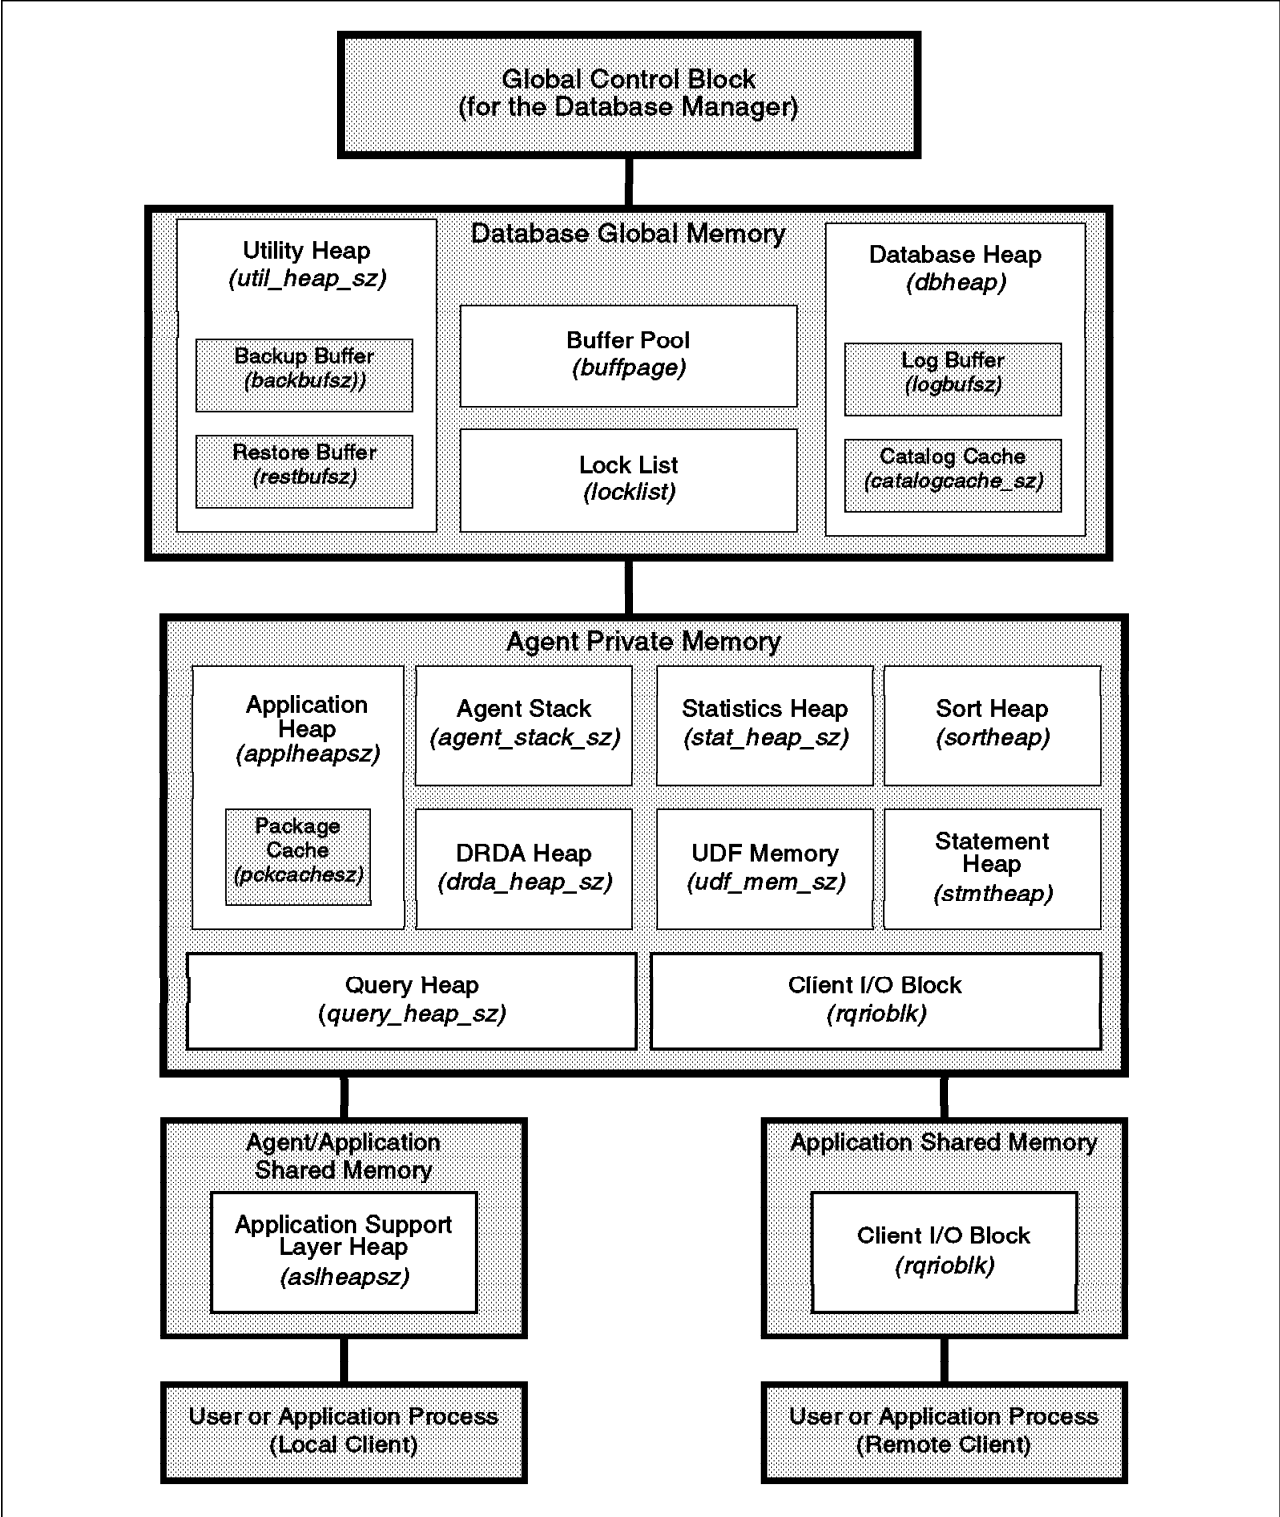 Global Control Block
(for the Database Manager)
Database Global Memory
Utility Heap
(util_heap_sz)
Backup Buffer
(backbufsz))
Restore Buffer
(restbufsz)
Buffer Pool
(buffpage)
Lock List
(locklist)
Database Heap
(dbheap)
Log Buffer
(logbufsz)
Catalog Cache
(catalogcache_sz)
Agent Private Memory
Application
Heap
(applheapsz)
Package
Cache
(pckcachesz)
Agent Stack
(agent_stack_sz)
Statistics Heap
(stat_heap_sz)
Sort Heap
(sortheap)
DRDA Heap
(drda_heap_sz)
UDF Memory
(udf_mem_sz)
Statement
Heap
(stmtheap)
Query Heap
(query_heap_sz)
Client I/O Block
(rqrioblk)
Agent/Application
Shared Memory
Application Support
Layer Heap
(aslheapsz)
Application Shared Memory
Client I/O Block
(rqrioblk)
User or Application Process
(Local Client)
User or Application Process
(Remote Client)